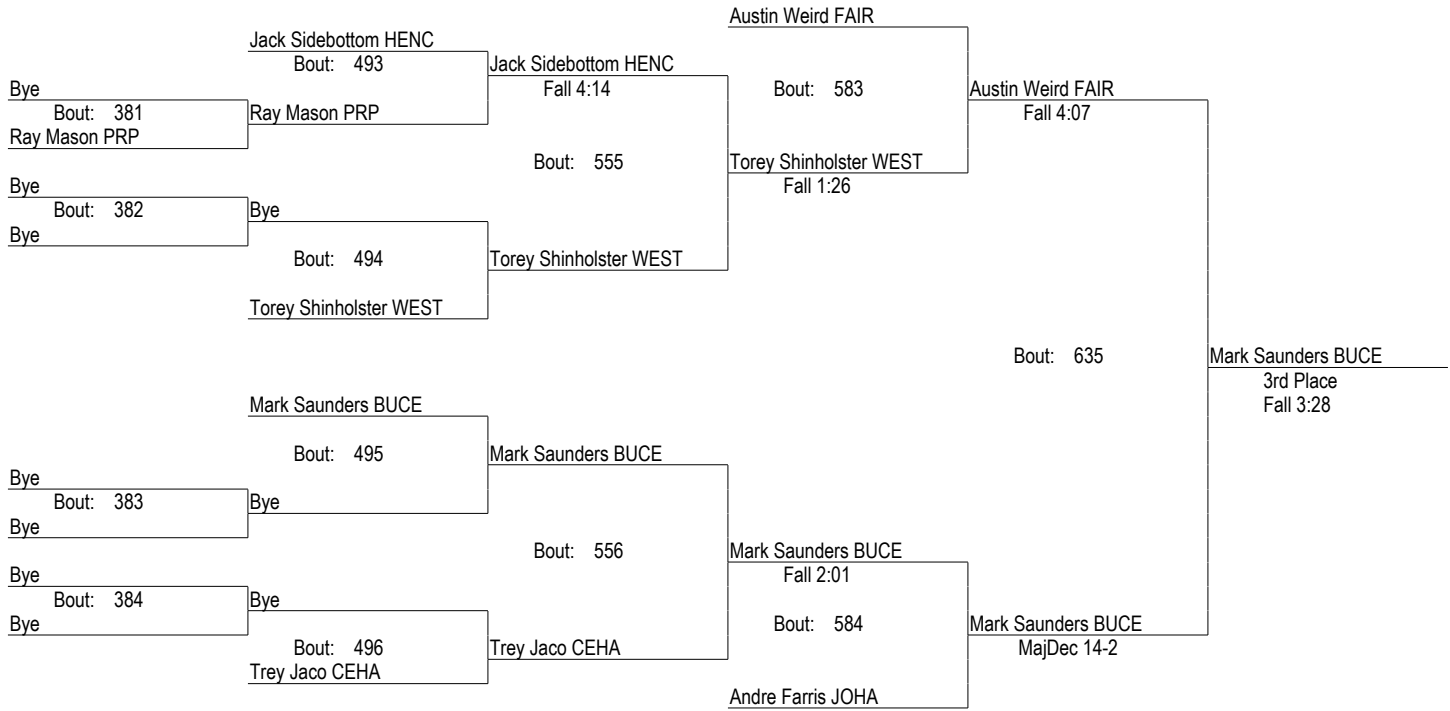 Austin Weird FAIR
Jack Sidebottom HENC
Bout: 493
Jack Sidebottom HENC
Bye
Fall 4:14
Bout: 583
Austin Weird FAIR
Bout: 381
Ray Mason PRP
Fall 4:07
Ray Mason PRP
Bout: 555
Torey Shinholster WEST
Bye
Fall 1:26
Bout: 382
Bye
Bye
Bout: 494
Torey Shinholster WEST
Torey Shinholster WEST
Bout: 635
Mark Saunders BUCE
3rd Place
Fall 3:28
Mark Saunders BUCE
Bout: 495
Mark Saunders BUCE
Bye
Bout: 383
Bye
Bye
Bout: 556
Mark Saunders BUCE
Bye
Fall 2:01
Bout: 384
Bye
Bye
Bout: 584
Mark Saunders BUCE
Bout: 496
Trey Jaco CEHA
MajDec 14-2
Trey Jaco CEHA
Andre Farris JOHA